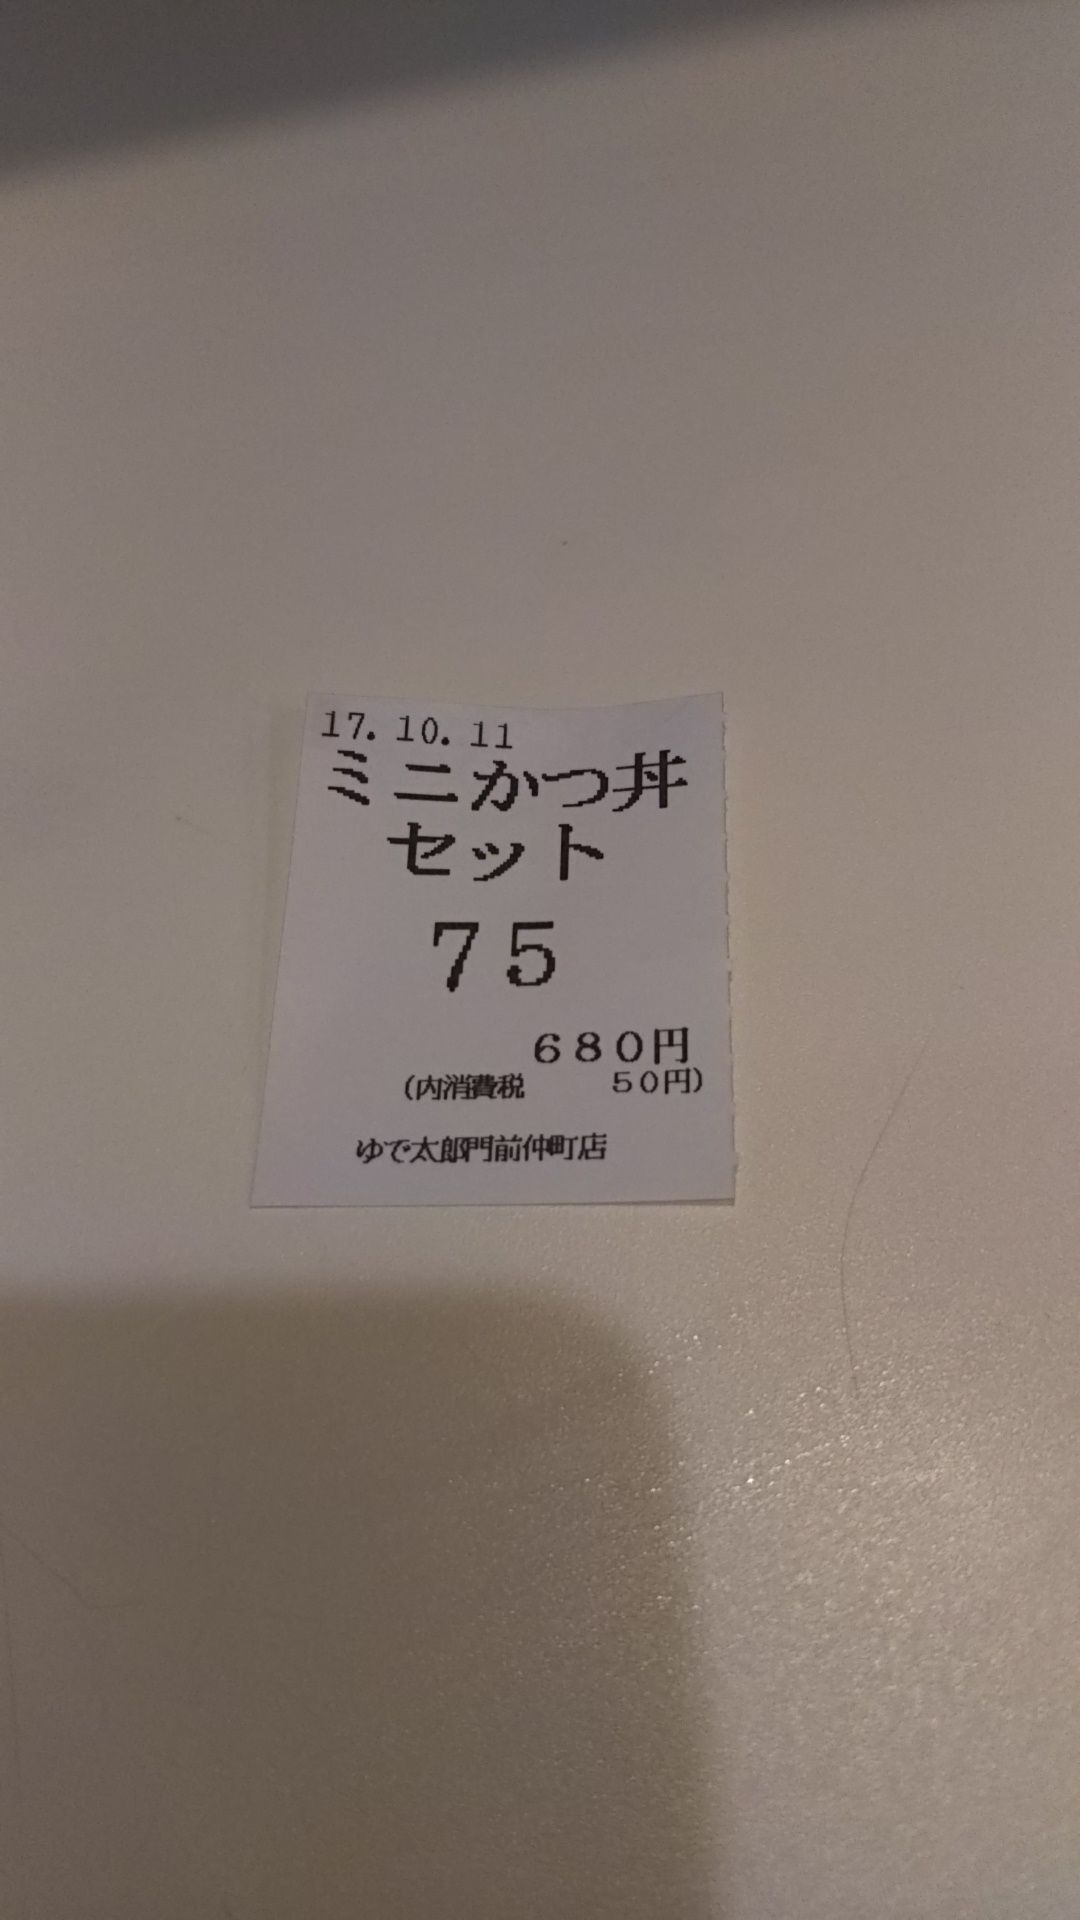 17.10.11
ミニかつ丼
セット
75
680円
(内消費税 50円)
ゆで太郎門前仲町店